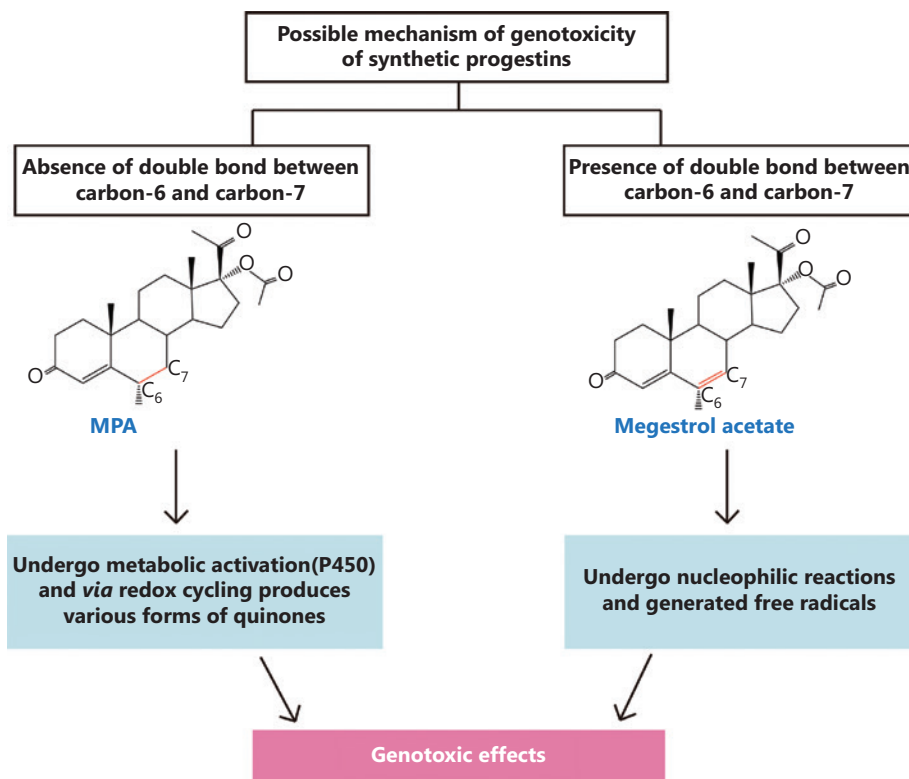 Possible mechanism of genotoxicity
of synthetic progestins
Absence of double bond between
carbon-6 and carbon-7
Presence of double bond between
carbon-6 and carbon-7
O
O
O
O
C7
C6
MPA
O
O
O
O
C7
C6
Megestrol acetate
Undergo metabolic activation(P450)
and via redox cycling produces
various forms of quinones
Undergo nucleophilic reactions
and generated free radicals
Genotoxic effects